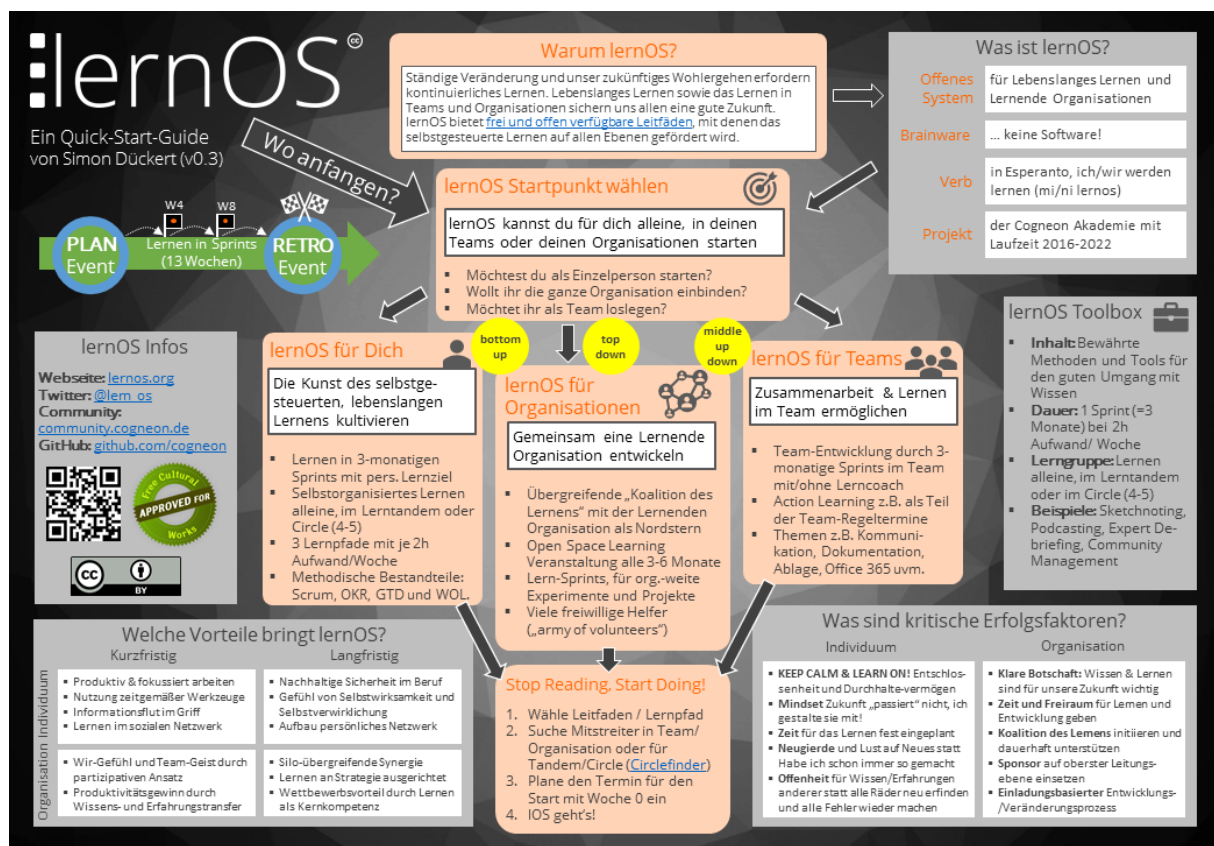 lernOS
Ein Quick-Start-Guide
von Simon Dückert (v0.3)
Wo anfangen?
W4
W8
PLAN
Event
Lernen in Sprints
(13 Wochen)
RETRO
Event
Warum lernOS?
Ständige Veränderung und unser zukünftiges Wohlergehen erfordern
kontinuierliches Lernen. Lebenslanges Lernen sowie das Lernen in
Teams und Organisationen sichern uns allen eine gute Zukunft.
lernOS bietet frei und offen verfügbare Leitfäden, mit denen das
selbstgesteuerte Lernen auf allen Ebenen gefördert wird.
Was ist lernOS?
Offenes
System
für Lebenslanges Lernen und
Lernende Organisationen
Brainware
... keine Software!
Verb
in Esperanto, ich/wir werden
lernen (mi/ni lernos)
Projekt
der Cogneon Akademie mit
Laufzeit 2016-2022
lernOS Startpunkt wählen
lernOS kannst du für dich alleine, in deinen
Teams oder deinen Organisationen starten
▪ Möchtest du als Einzelperson starten?
▪ Wollt ihr die ganze Organisation einbinden?
▪ Möchtet ihr als Team loslegen?
bottom
up
top
down
middle
up
down
lernOS Infos
Webseite: lernos.org
Twitter: @lern_os
Community:
community.cogneon.de
GitHub: github.com/cogneon
Free Cultural
APPROVED FOR
Works
cc
BY
lernOS für Dich
Die Kunst des selbstge-
steuerten, lebenslangen
Lernens kultivieren
▪ Lernen in 3-monatigen
Sprints mit pers. Lernziel
▪ Selbstorganisiertes Lernen
alleine, im Lerntandem oder
Circle (4-5)
▪ 3 Lernpfade mit je 2h
Aufwand/Woche
▪ Methodische Bestandteile:
Scrum, OKR, GTD und WOL.
lernOS für
Organisationen
Gemeinsam eine Lernende
Organisation entwickeln
▪ Übergreifende „Koalition des
Lernens“ mit der Lernenden
Organisation als Nordstern
▪ Open Space Learning
Veranstaltung alle 3-6 Monate
▪ Lern-Sprints, für org.-weite
Experimente und Projekte
▪ Viele freiwillige Helfer
(„army of volunteers“)
lernOS für Teams
Zusammenarbeit & Lernen
im Team ermöglichen
▪ Team-Entwicklung durch 3-
monatige Sprints im Team
mit/ohne Lerncoach
▪ Action Learning z.B. als Teil
der Team-Regeltermine
▪ Themen z.B. Kommuni-
kation, Dokumentation,
Ablage, Office 365 uvm.
lernOS Toolbox
▪ Inhalt: Bewährte
Methoden und Tools für
den guten Umgang mit
Wissen
▪ Dauer: 1 Sprint (=3
Monate) bei 2h
Aufwand/ Woche
▪ Lerngruppe: Lernen
alleine, im Lerntandem
oder im Circle (4-5)
▪ Beispiele: Sketchnoting,
Podcasting, Expert De-
briefing, Community
Management
Welche Vorteile bringt lernOS?
Kurzfristig
Langfristig
Organisation Individuum
▪ Produktiv & fokussiert arbeiten
▪ Nutzung zeitgemäßer Werkzeuge
▪ Informationsflut im Griff
▪ Lernen im sozialen Netzwerk
▪ Nachhaltige Sicherheit im Beruf
▪ Gefühl von Selbstwirksamkeit und
Selbstverwirklichung
▪ Aufbau persönliches Netzwerk
▪ Wir-Gefühl und Team-Geist durch
partizipativen Ansatz
▪ Produktivitätsgewinn durch
Wissens- und Erfahrungstransfer
▪ Silo-übergreifende Synergie
▪ Lernen an Strategie ausgerichtet
▪ Wettbewerbsvorteil durch Lernen
als Kernkompetenz
Stop Reading, Start Doing!
1. Wähle Leitfaden / Lernpfad
2. Suche Mitstreiter in Team/
Organisation oder für
Tandem/Circle (Circlefinder)
3. Plane den Termin für den
Start mit Woche 0 ein
4. lOS geht's!
Was sind kritische Erfolgsfaktoren?
Individuum
▪ KEEP CALM & LEARN ON! Entschlos-
senheit und Durchhalte-vermögen
▪ Mindset Zukunft „passiert“ nicht, ich
gestalte sie mit!
▪ Zeit für das Lernen fest eingeplant
▪ Neugierde und Lust auf Neues statt
Habe ich schon immer so gemacht
▪ Offenheit für Wissen/Erfahrungen
anderer statt alle Räder neu erfinden
und alle Fehler wieder machen
Organisation
▪ Klare Botschaft: Wissen & Lernen
sind für unsere Zukunft wichtig
▪ Zeit und Freiraum für Lernen und
Entwicklung geben
▪ Koalition des Lernens initiieren und
dauerhaft unterstützen
▪ Sponsor auf oberster Leitungs-
ebene einsetzen
▪ Einladungsbasierter Entwicklungs-
/Veränderungsprozess